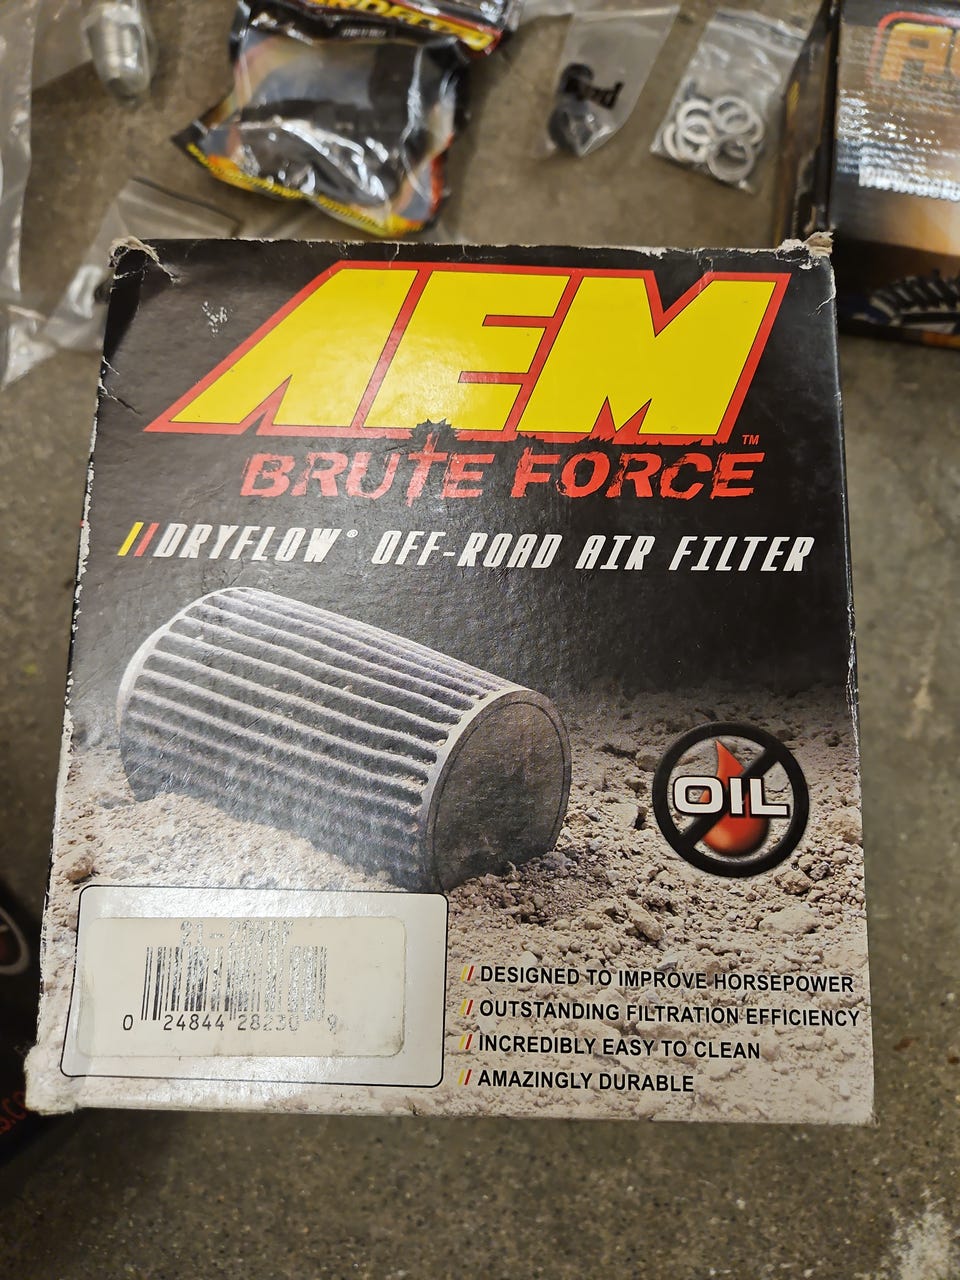 AEM
TM
BRUTE FORCE
DRYFLOW® OFF-ROAD AIR FILTER
OIL
0 24844 28230 9
DESIGNED TO IMPROVE HORSEPOWER
OUTSTANDING FILTRATION EFFICIENCY
INCREDIBLY EASY TO CLEAN
AMAZINGLY DURABLE